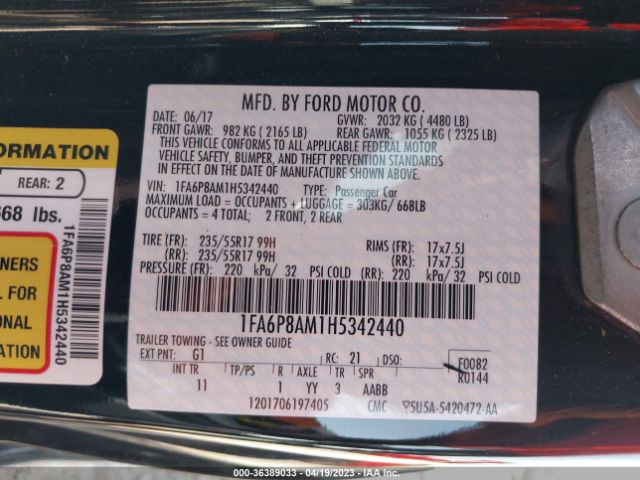 MFD. BY FORD MOTOR CO.
DATE: 06/17 GVWR: 2032 KG ( 4480 LB)
FRONT GAWR: 982 KG ( 2165 LB) REAR GAWR: 1055 KG ( 2325 LB)
THIS VEHICLE CONFORMS TO ALL APPLICABLE FEDERAL MOTOR
VEHICLE SAFETY, BUMPER, AND THEFT PREVENTION STANDARDS
IN EFFECT ON THE DATE OF MANUFACTURE SHOWN ABOVE.
VIN: 1FA6P8AM1H5342440 TYPE: Passenger Car
MAXIMUM LOAD = OCCUPANTS + LUGGAGE = 303KG/ 668LB
OCCUPANTS = 4 TOTAL; 2 FRONT, 2 REAR
TIRE (FR): 235/55R17 99H RIMS (FR): 17x7.5J
(RR): 235/55R17 99H (RR): 17x7.5J
PRESSURE (FR): 220 kPa/ 32 PSI COLD (RR): 220 kPa/ 32 PSI COLD
1FA6P8AM1H5342440
TRAILER TOWING - SEE OWNER GUIDE
EXT PNT: G1 RC: 21 DSO: F0082
R0144
INT TR TP/PS R AXLE TR SPR
11 1 YY 3 AABB
1201706197405 CMC 5U5A-5420472-AA
ORMATION
REAR: 2
668 lbs.
NERS
L FOR
ONAL
1FA6P8AM1H5342440
000-36389033 - 04/19/2023 - © COPYRIGHT IAA, LLC